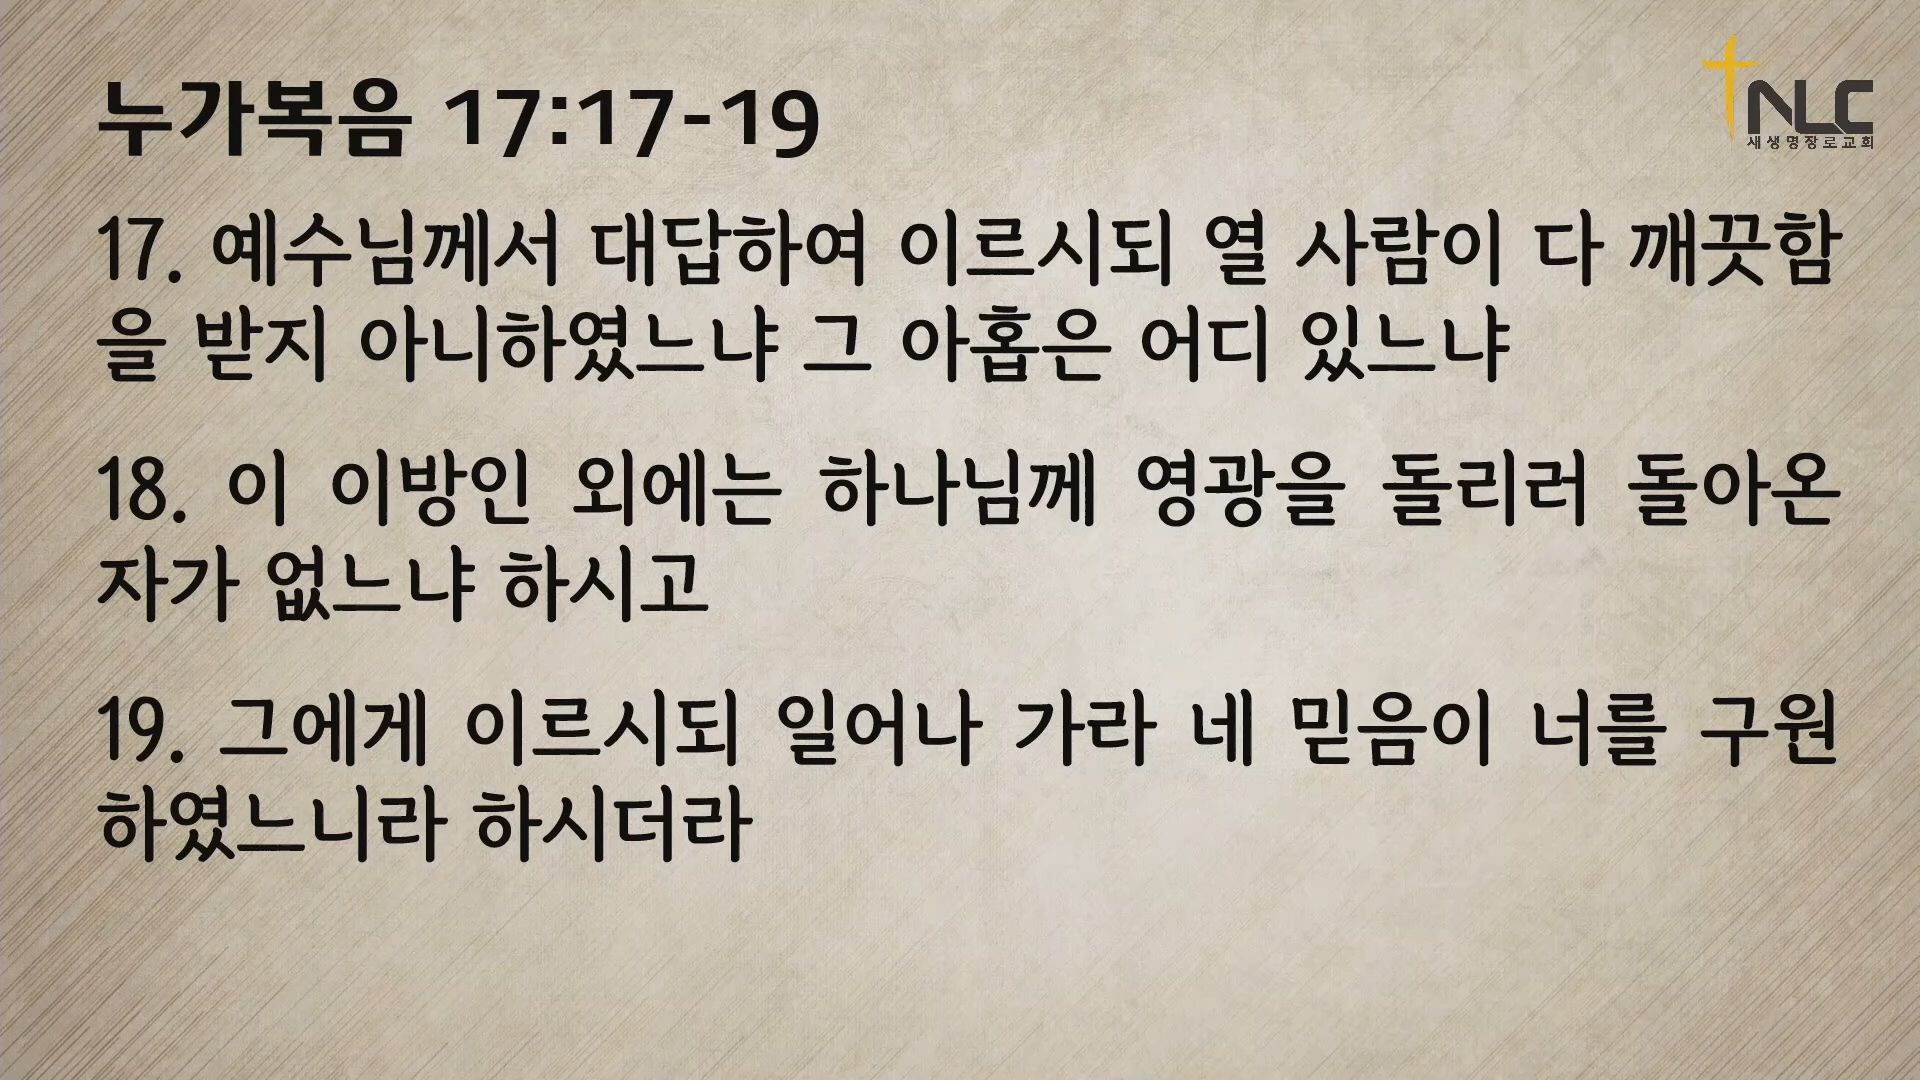 누가복음 17:17-19
NLC
새생명장로교회
17. 예수님께서 대답하여 이르시되 열 사람이 다 깨끗함
을 받지 아니하였느냐 그 아홉은 어디 있느냐
18. 이 이방인 외에는 하나님께 영광을 돌리러 돌아온
자가 없느냐 하시고
19. 그에게 이르시되 일어나 가라 네 믿음이 너를 구원
하였느니라 하시더라